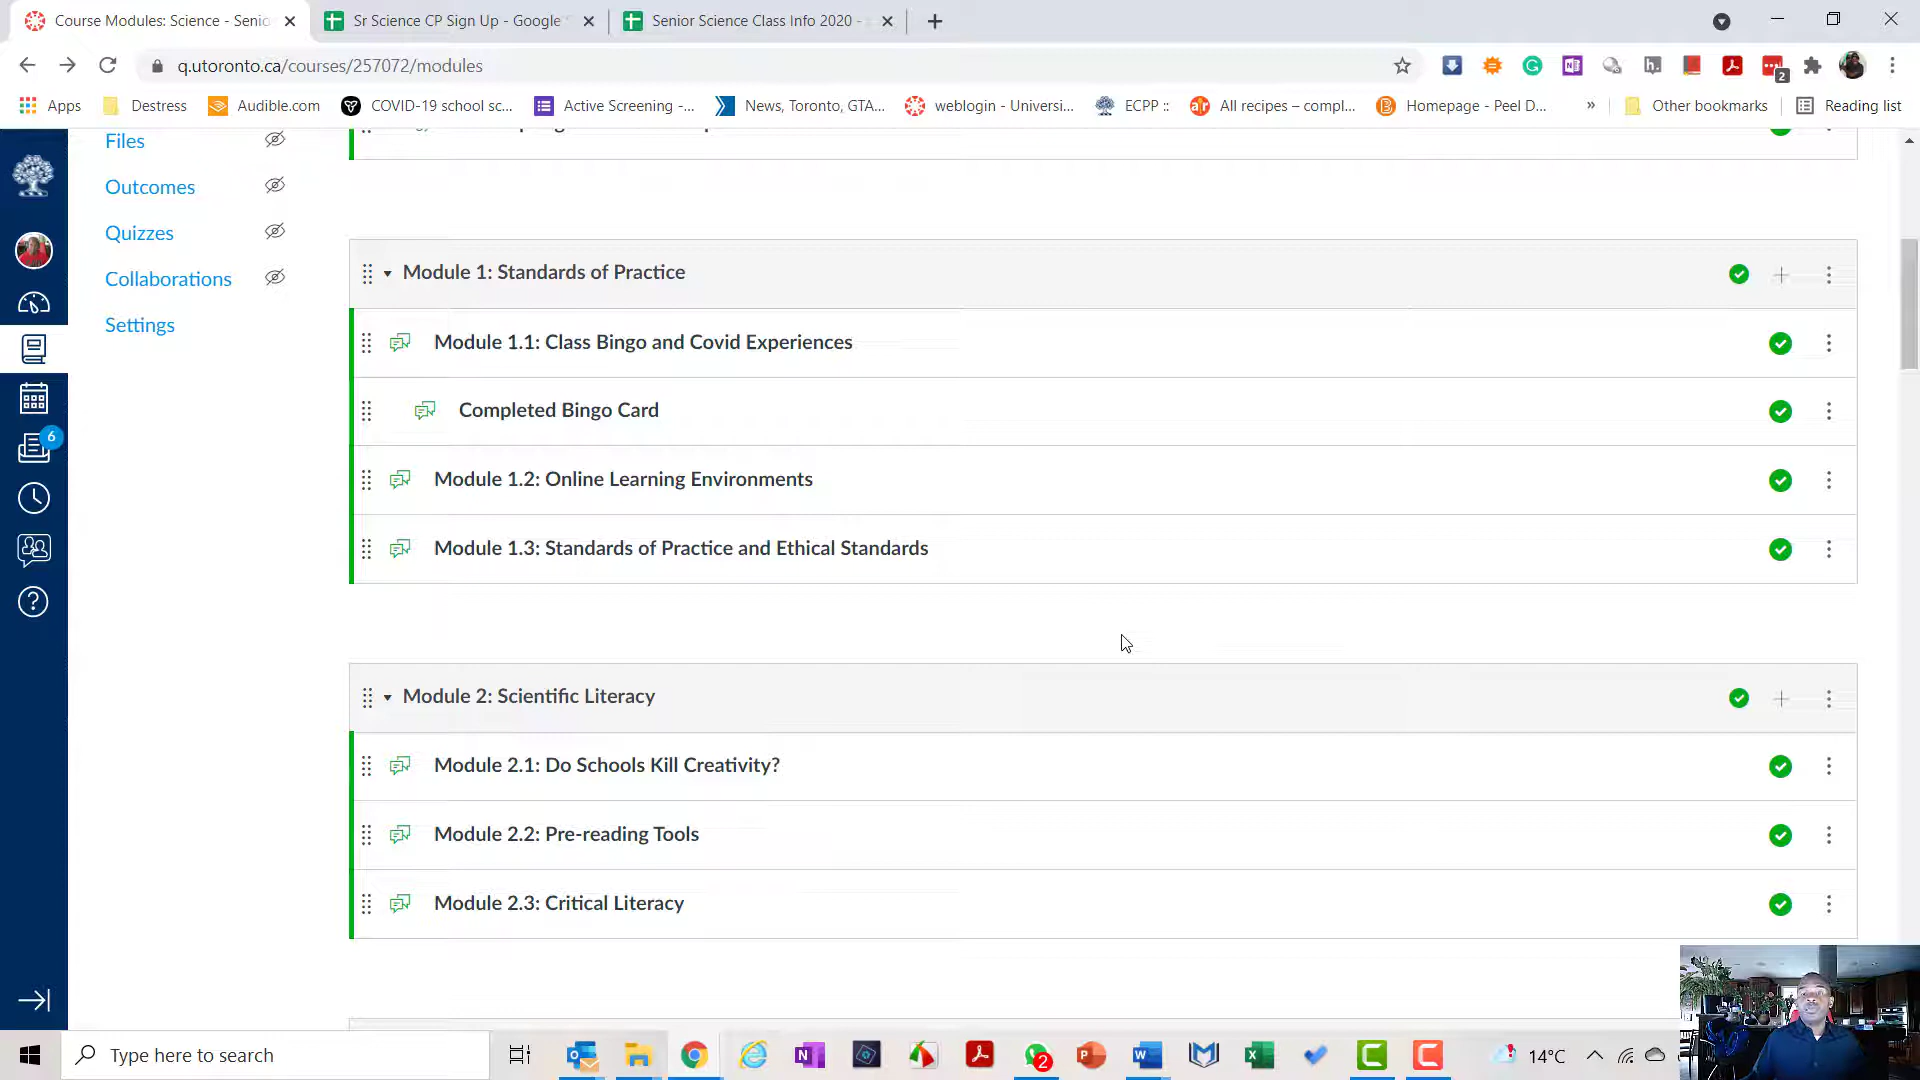 Course Modules: Science - Senio
Sr Science CP Sign Up - Google
Senior Science Class Info 2020 -
q.utoronto.ca/courses/257072/modules
2
Apps
Destress
Audible.com
COVID-19 school sc...
Active Screening -...
News, Toronto, GTA...
weblogin - Universi...
ECPP ::
All recipes – compl...
Homepage - Peel D...
»
Other bookmarks
Reading list
Files
Outcomes
Quizzes
Collaborations
Settings
6
Module 1: Standards of Practice
Module 1.1: Class Bingo and Covid Experiences
Completed Bingo Card
Module 1.2: Online Learning Environments
Module 1.3: Standards of Practice and Ethical Standards
Module 2: Scientific Literacy
Module 2.1: Do Schools Kill Creativity?
Module 2.2: Pre-reading Tools
Module 2.3: Critical Literacy
Type here to search
2
14°C